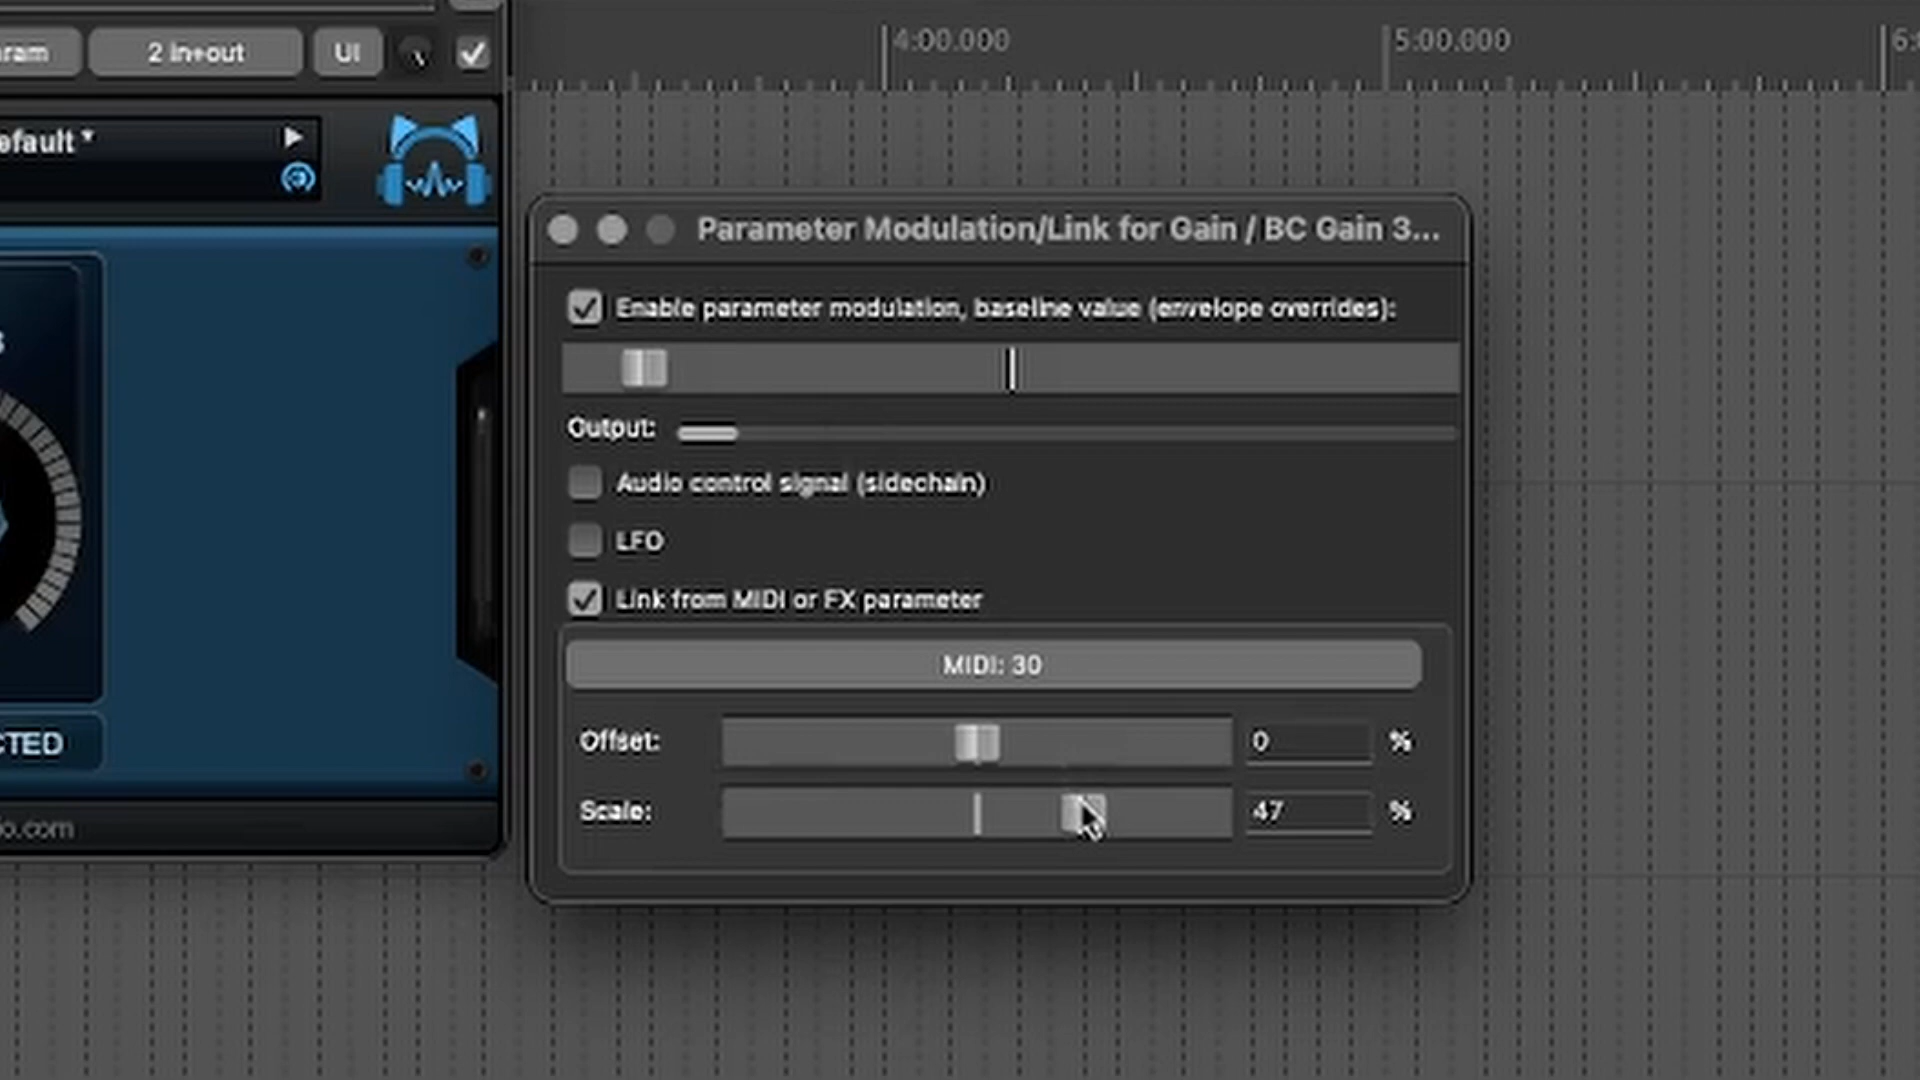 ram
2 in+out
UI
4:00.000
5:00.000
6:
efault *
Parameter Modulation/Link for Gain / BC Gain 3...
Enable parameter modulation, baseline value (envelope overrides):
Output:
Audio control signal (sidechain)
LFO
Link from MIDI or FX parameter
MIDI: 30
Offset:
0
%
Scale:
47
%
CTED
o.com